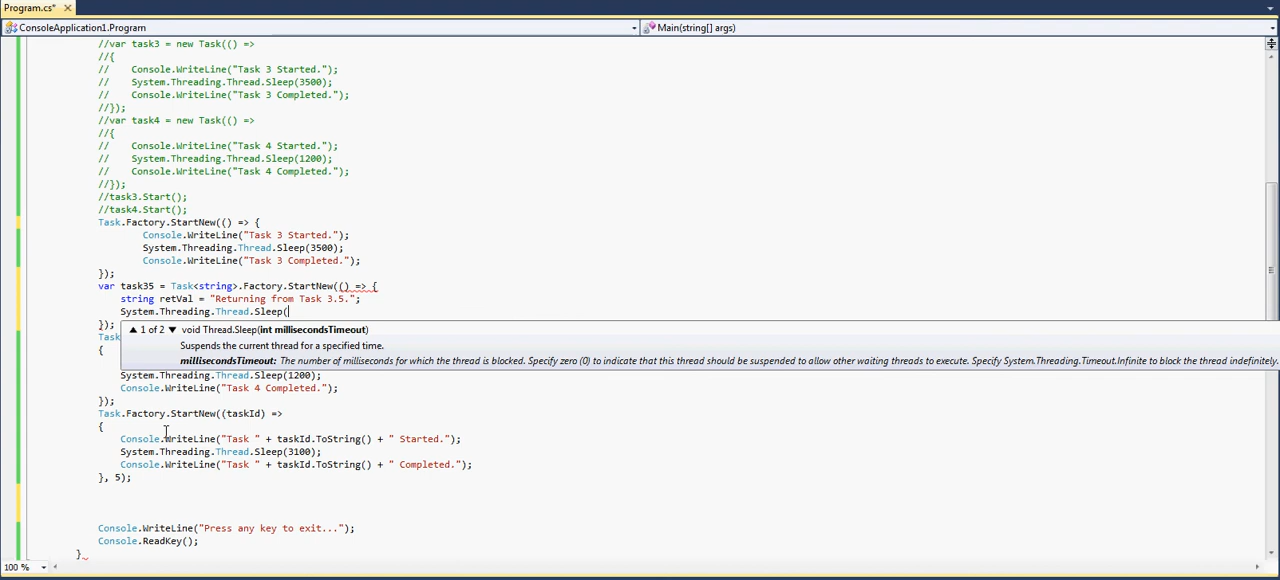 Program.cs* ×
ConsoleApplication1.Program
Main(string[] args)
//var task3 = new Task(() =>
//{
//    Console.WriteLine("Task 3 Started.");
//    System.Threading.Thread.Sleep(3500);
//    Console.WriteLine("Task 3 Completed.");
//});
//var task4 = new Task(() =>
//{
//    Console.WriteLine("Task 4 Started.");
//    System.Threading.Thread.Sleep(1200);
//    Console.WriteLine("Task 4 Completed.");
//});
//task3.Start();
//task4.Start();
Task.Factory.StartNew(() => {
Console.WriteLine("Task 3 Started.");
System.Threading.Thread.Sleep(3500);
Console.WriteLine("Task 3 Completed.");
});
var task35 = Task<string>.Factory.StartNew(() => {
string retVal = "Returning from Task 3.5.";
System.Threading.Thread.Sleep(
});
▲ 1 of 2 ▼ void Thread.Sleep(int millisecondsTimeout)
Tas
Suspends the current thread for a specified time.
{
millisecondsTimeout: The number of milliseconds for which the thread is blocked. Specify zero (0) to indicate that this thread should be suspended to allow other waiting threads to execute. Specify System.Threading.Timeout.Infinite to block the thread indefinitely.
System.Threading.Thread.Sleep(1200);
Console.WriteLine("Task 4 Completed.");
});
Task.Factory.StartNew((taskId) =>
{
Console.WriteLine("Task " + taskId.ToString() + " Started.");
System.Threading.Thread.Sleep(3100);
Console.WriteLine("Task " + taskId.ToString() + " Completed.");
}, 5);
Console.WriteLine("Press any key to exit...");
Console.ReadKey();
}
100 %